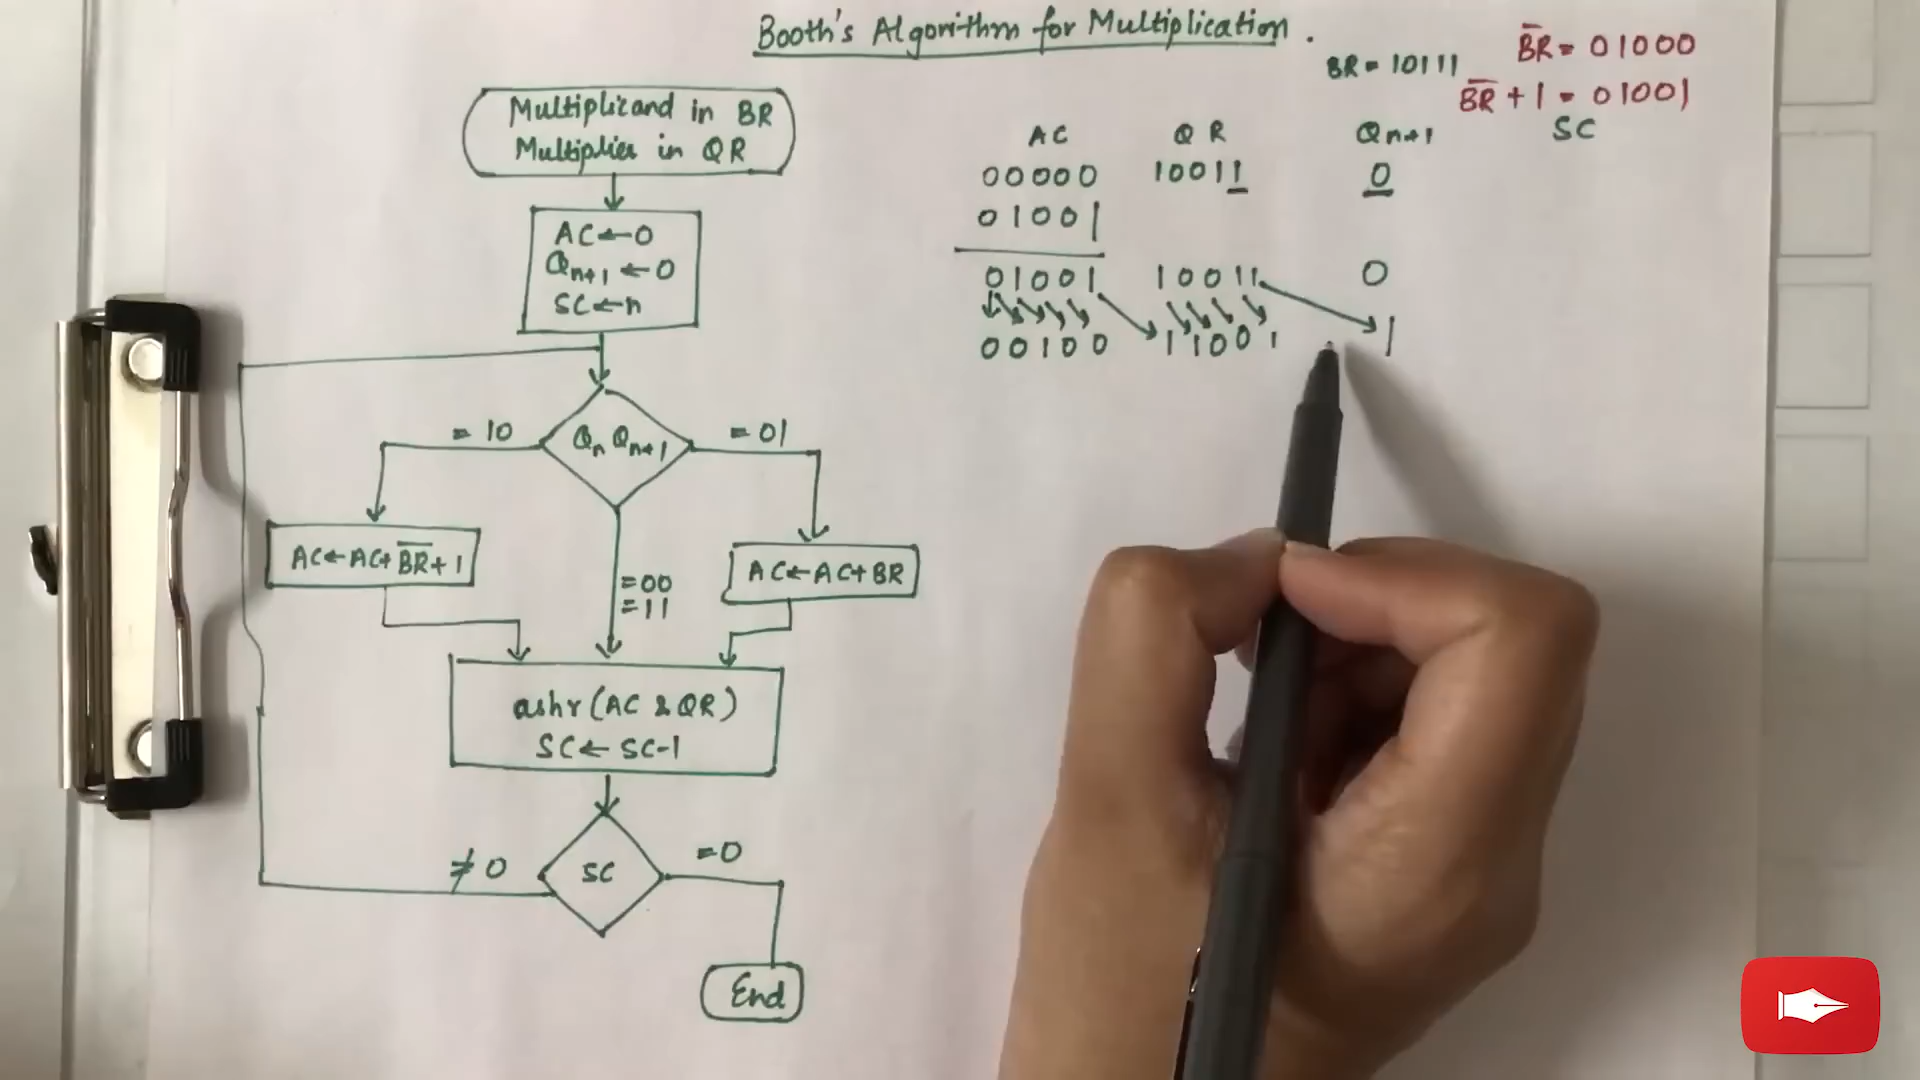 Booth's Algorithm for Multiplication.
Multiplicand in BR
Multiplier in QR
AC←0
Qn+1 ←0
SC←n
Qn Qn+1
= 10
= 01
AC←AC+B̅R̅+1
=00
=11
AC←AC+BR
ashr(AC & QR)
SC← SC-1
SC
≠0
=0
End
BR = 10111
B̅R̅= 01000
B̅R̅+1 = 01001
AC QR Qn+1 SC
00000 10011 0
01001
01001 10011 0
00100 11001 1